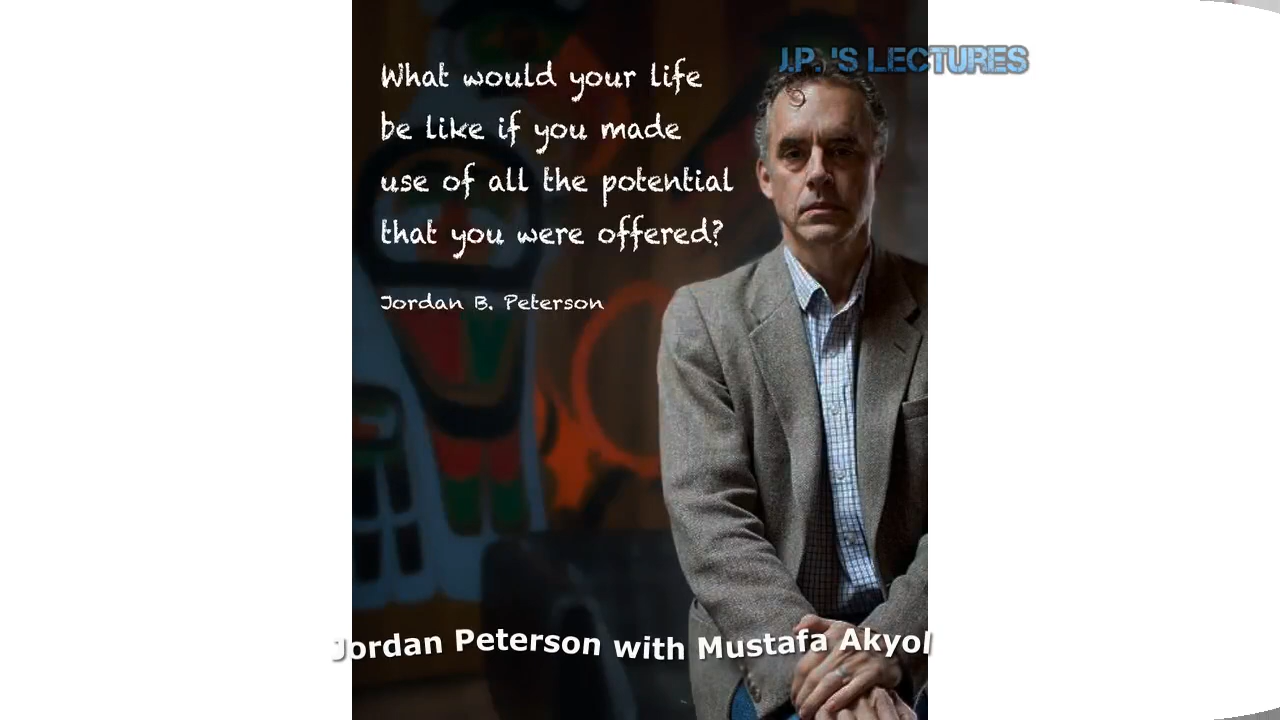 J.P. 'S LECTURES
What would your life
be like if you made
use of all the potential
that you were offered?
Jordan B. Peterson
Jordan Peterson with Mustafa Akyol